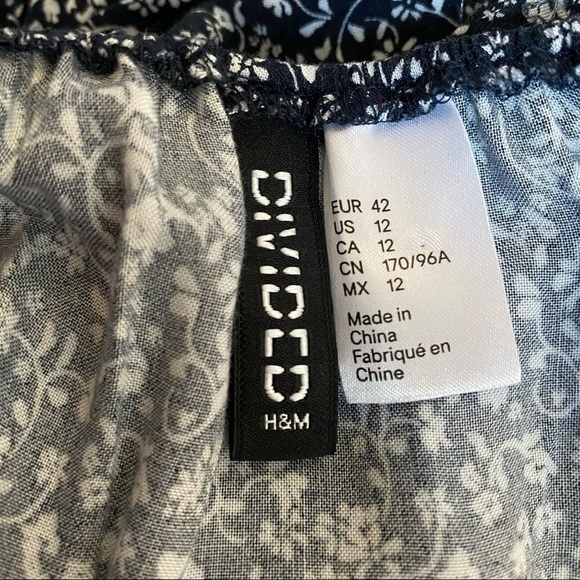 DIVIDED
H&M
EUR 42
US 12
CA 12
CN 170/96A
MX 12
Made in
China
Fabriqué en
Chine